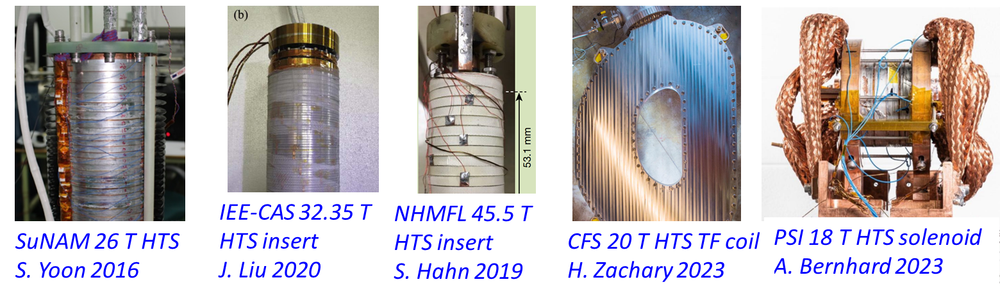 (b)
53.1 mm
SuNAM 26 T HTS
S. Yoon 2016
IEE-CAS 32.35 T
HTS insert
J. Liu 2020
NHMFL 45.5 T
HTS insert
S. Hahn 2019
CFS 20 T HTS TF coil
H. Zachary 2023
PSI 18 T HTS solenoid
A. Bernhard 2023